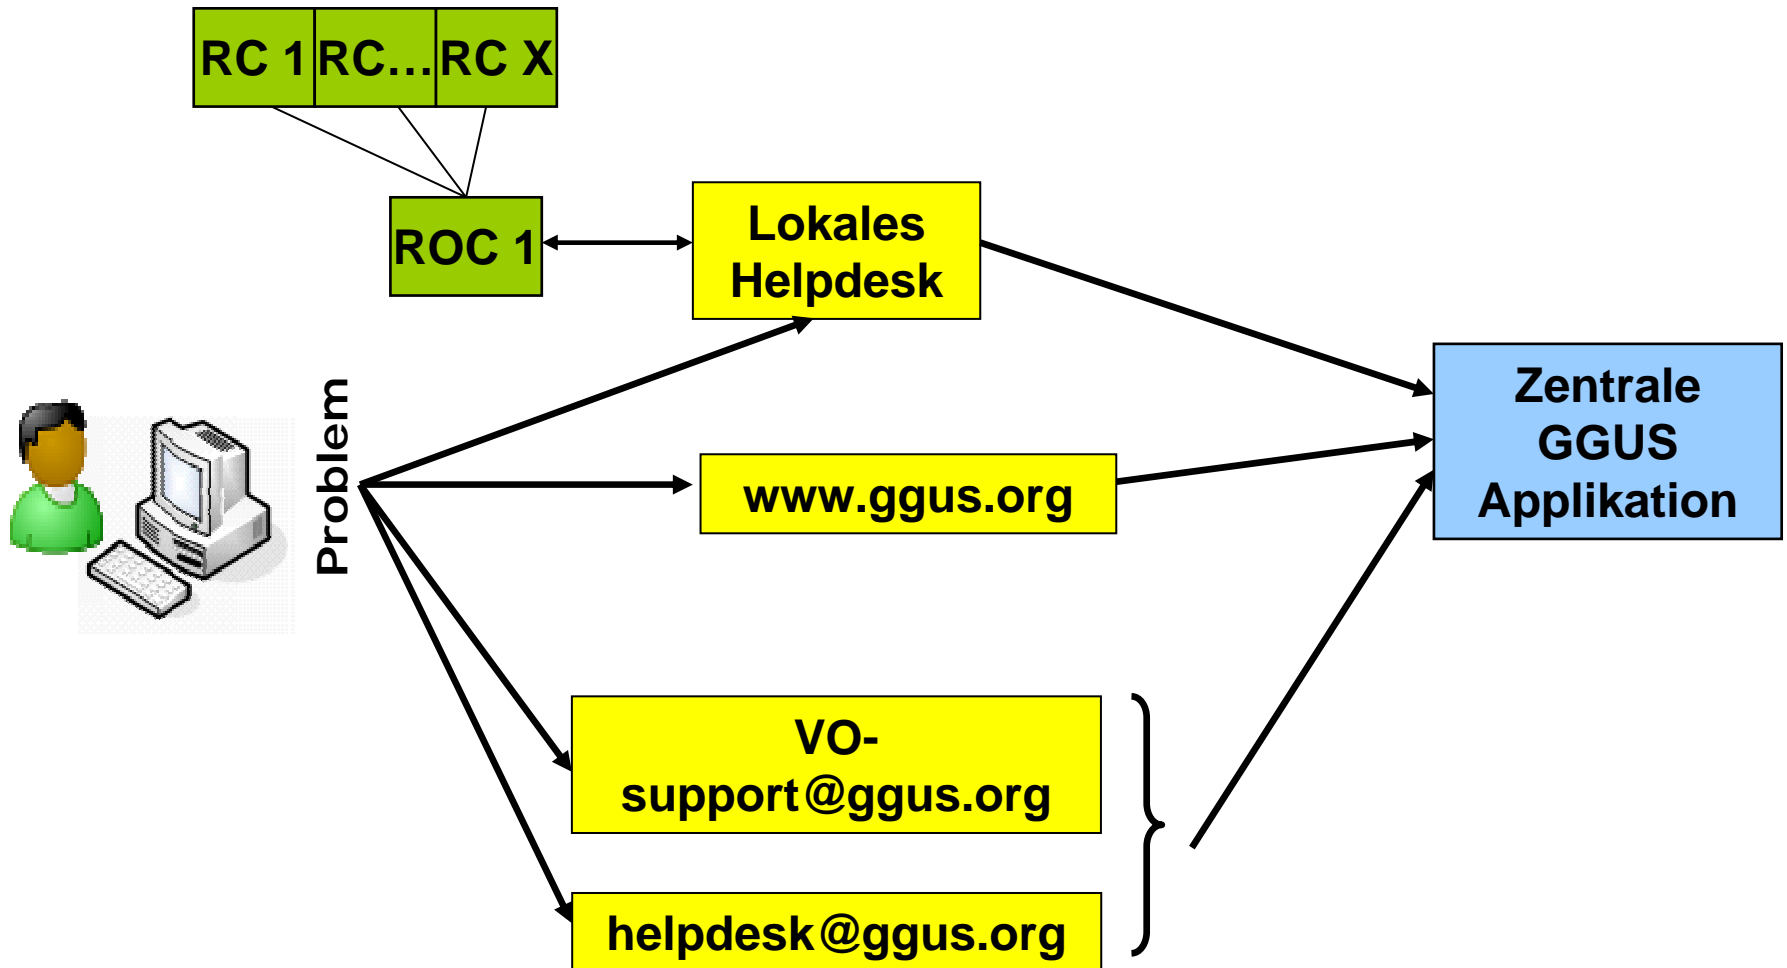 RC 1
RC...
RC X
ROC 1
Lokales
Helpdesk
Problem
www.ggus.org
Zentrale
GGUS
Applikation
VO-
support@ggus.org
helpdesk@ggus.org